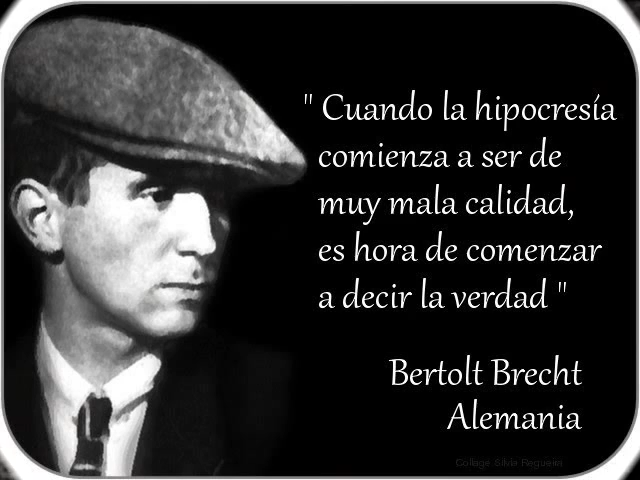 " Cuando la hipocresía
comienza a ser de
muy mala calidad,
es hora de comenzar
a decir la verdad "
Bertolt Brecht
Alemania
Collage Silvia Regueira